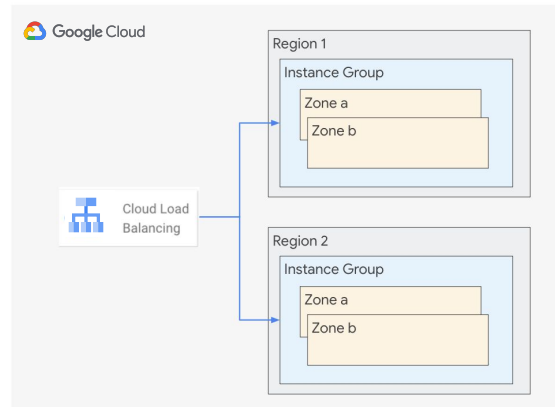 Google Cloud
Region 1
Instance Group
Zone a
Zone b
Cloud Load
Balancing
Region 2
Instance Group
Zone a
Zone b